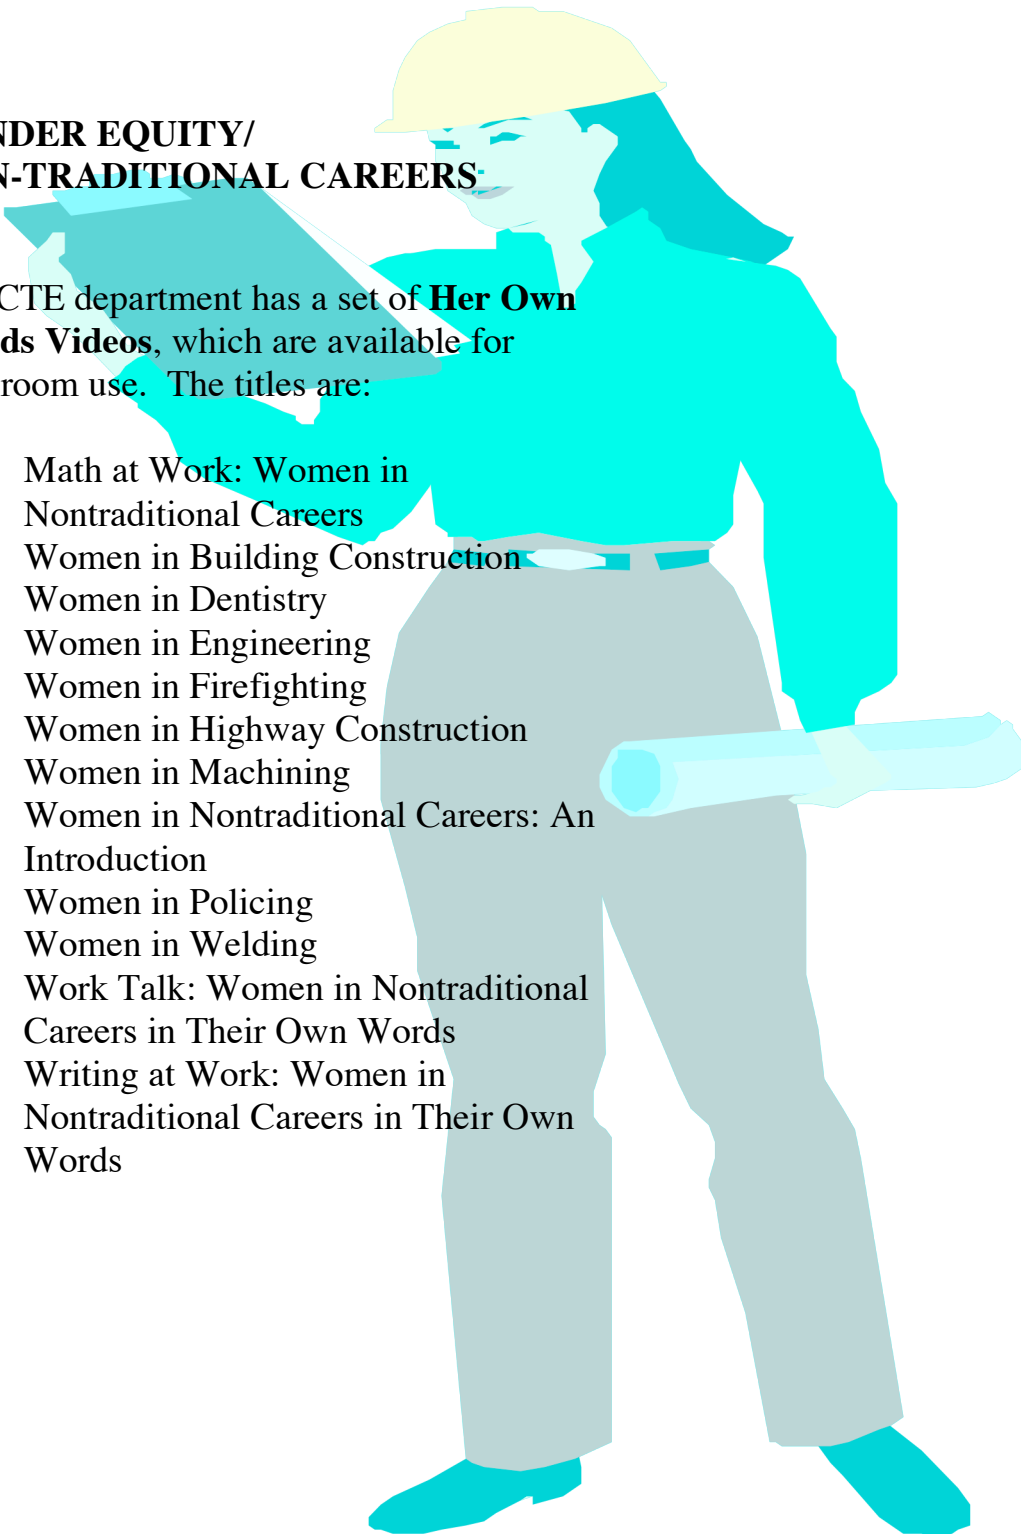 NDER EQUITY/
N-TRADITIONAL CAREERS
CTE department has a set of Her Own
ds Videos, which are available for
room use. The titles are:
Math at Work: Women in
Nontraditional Careers
Women in Building Construction
Women in Dentistry
Women in Engineering
Women in Firefighting
Women in Highway Construction
Women in Machining
Women in Nontraditional Careers: An
Introduction
Women in Policing
Women in Welding
Work Talk: Women in Nontraditional
Careers in Their Own Words
Writing at Work: Women in
Nontraditional Careers in Their Own
Words